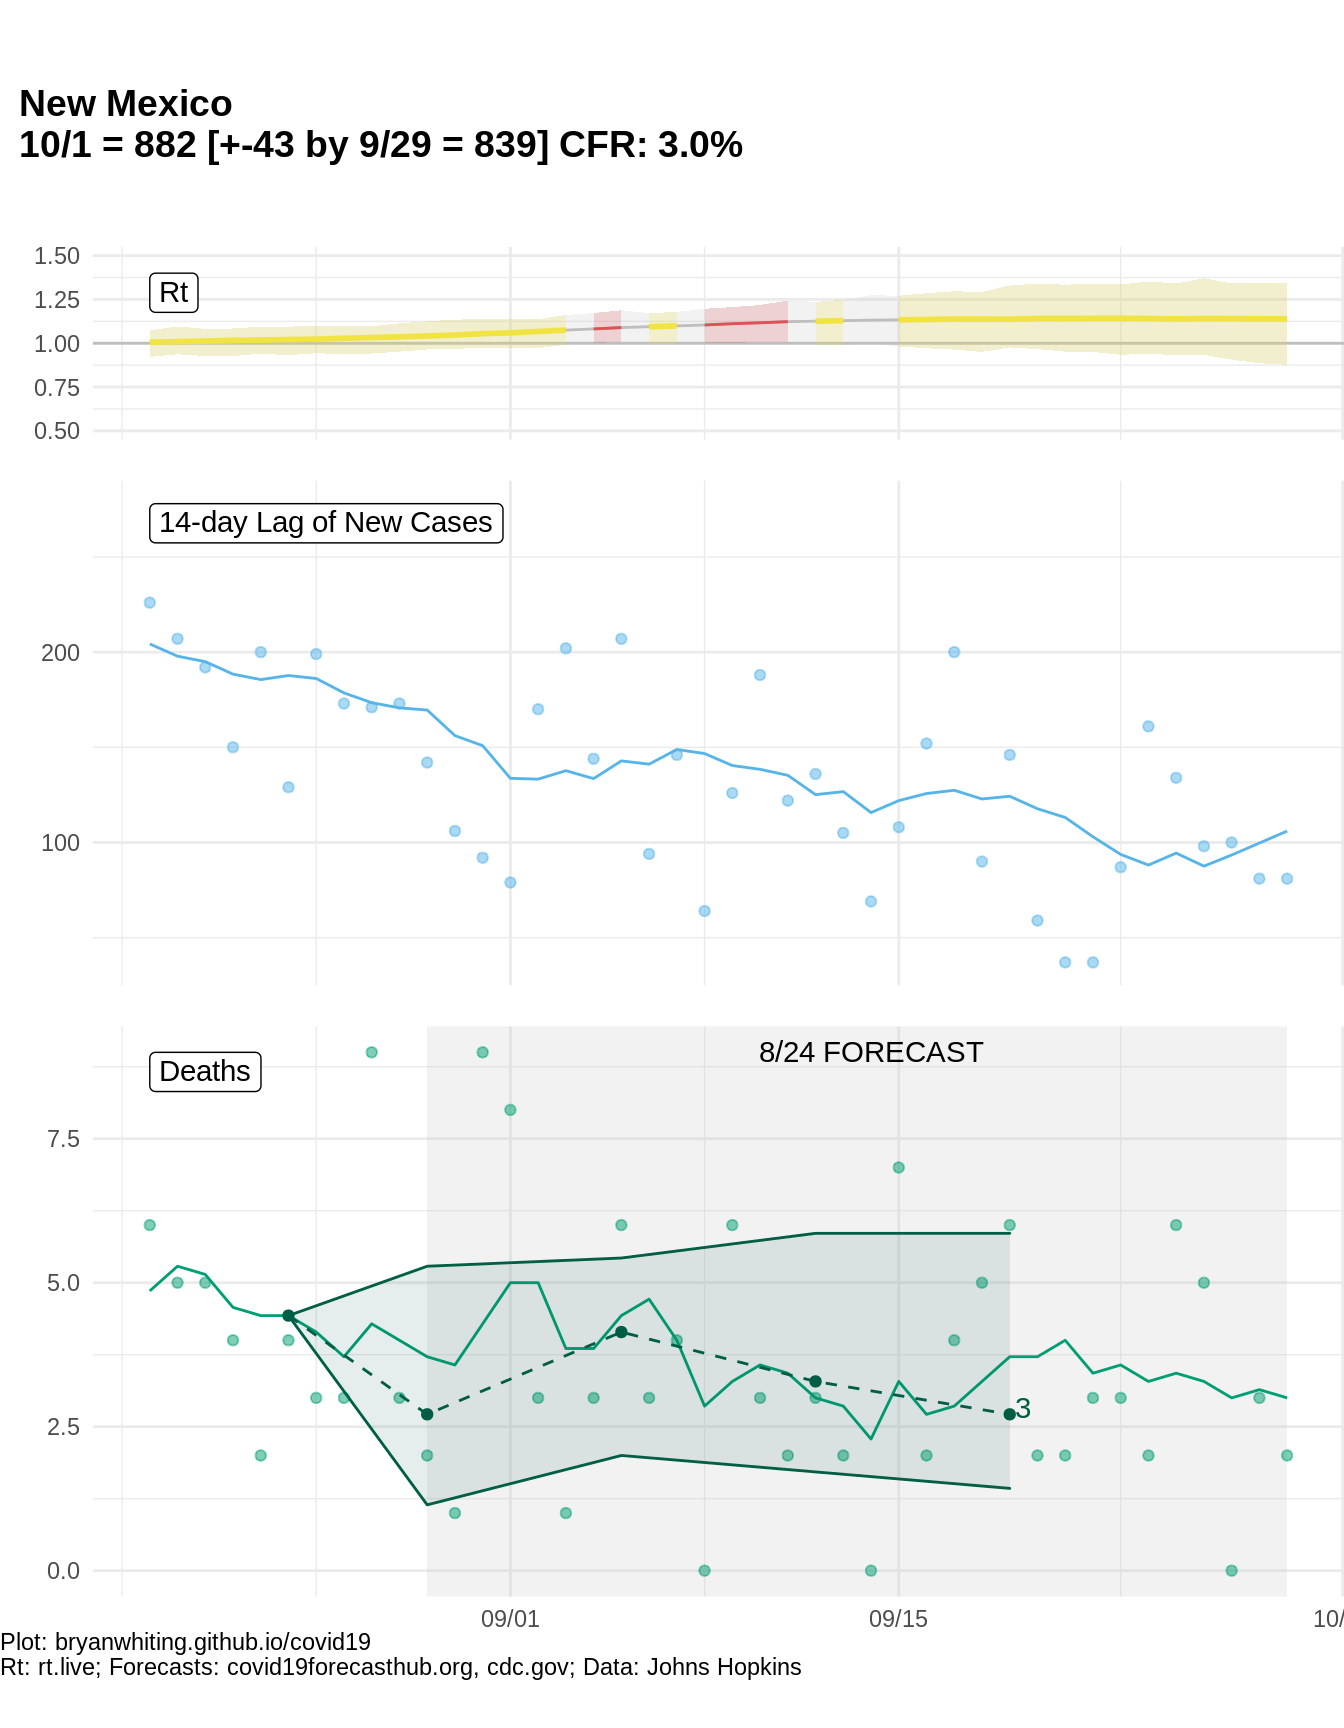 New Mexico
10/1 = 882 [+-43 by 9/29 = 839] CFR: 3.0%
1.50
Rt
1.25
1.00
0.75
0.50
14-day Lag of New Cases
200
100
8/24 FORECAST
Deaths
7.5
5.0
3
2.5
0.0
09/01 09/15 10/
Plot: bryanwhiting.github.io/covid19
Rt: rt.live; Forecasts: covid19forecasthub.org, cdc.gov; Data: Johns Hopkins